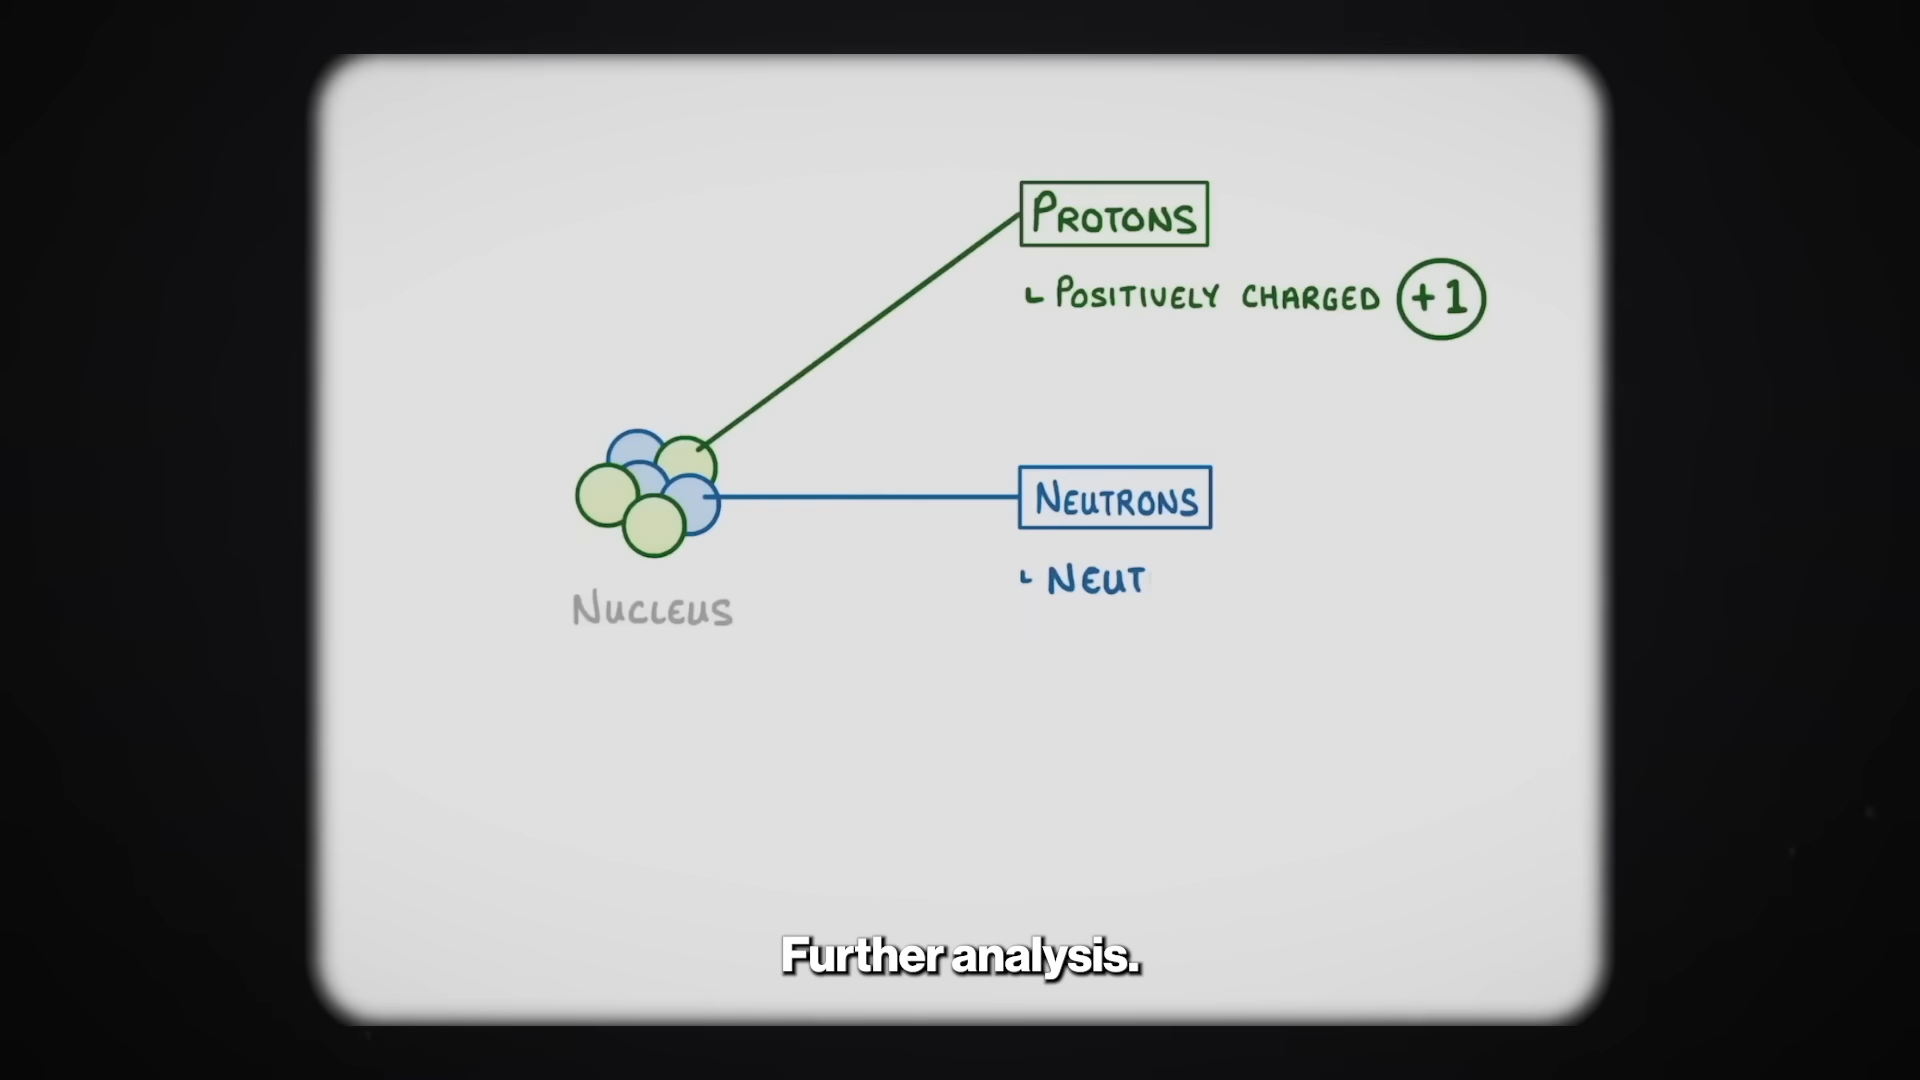 PROTONS
POSITIVELY CHARGED +1
NEUTRONS
NEUT
NUCLEUS
Further analysis.